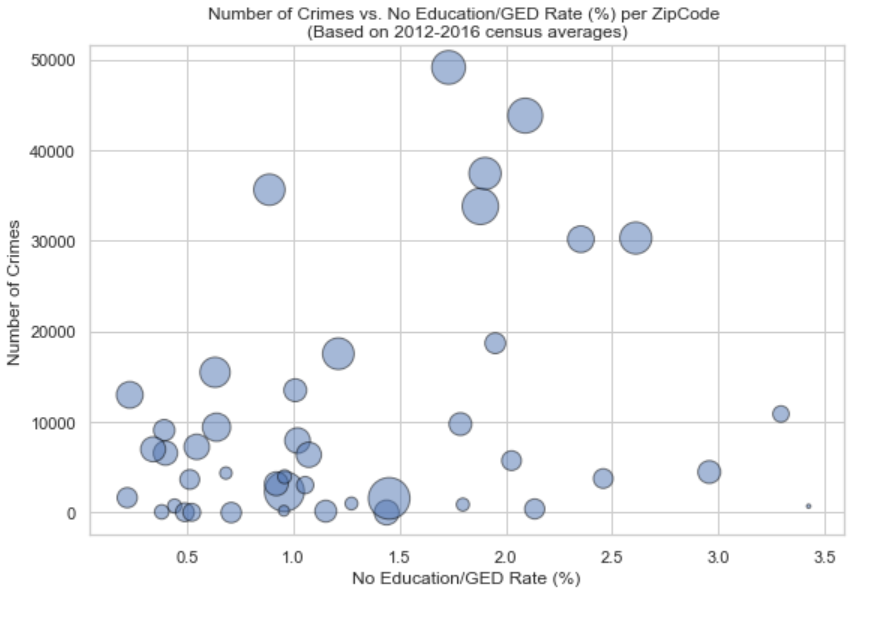 Number of Crimes vs. No Education/GED Rate (%) per ZipCode
(Based on 2012-2016 census averages)
Number of Crimes
50000
40000
30000
20000
10000
0
0.5 1.0 1.5 2.0 2.5 3.0 3.5
No Education/GED Rate (%)